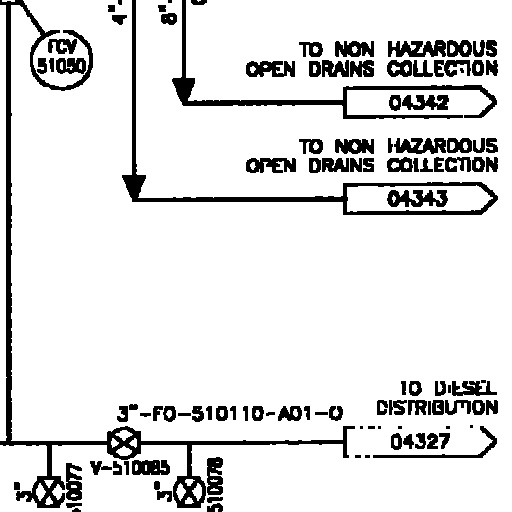 4"-
8"-
FCV
51050
TO NON HAZARDOUS
OPEN DRAINS COLLECTION
04342
TO NON HAZARDOUS
OPEN DRAINS COLLECTION
04343
TO DIESEL
DISTRIBUTION
3"-FO-510110-A01-O
04327
V-510085
3"
510077
3"
510078